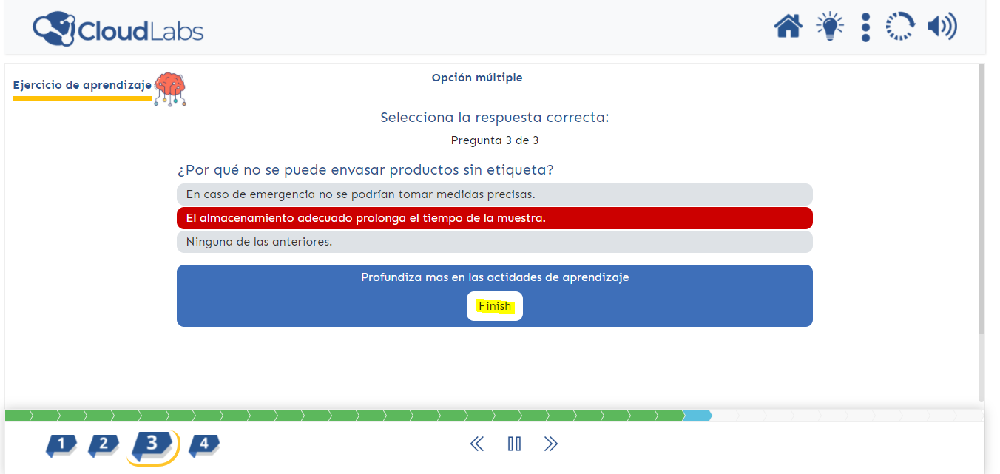 CloudLabs
Ejercicio de aprendizaje
Opción múltiple
Selecciona la respuesta correcta:
Pregunta 3 de 3
¿Por qué no se puede envasar productos sin etiqueta?
En caso de emergencia no se podrían tomar medidas precisas.
El almacenamiento adecuado prolonga el tiempo de la muestra.
Ninguna de las anteriores.
Profundiza mas en las actidades de aprendizaje
Finish
1 2 3 4